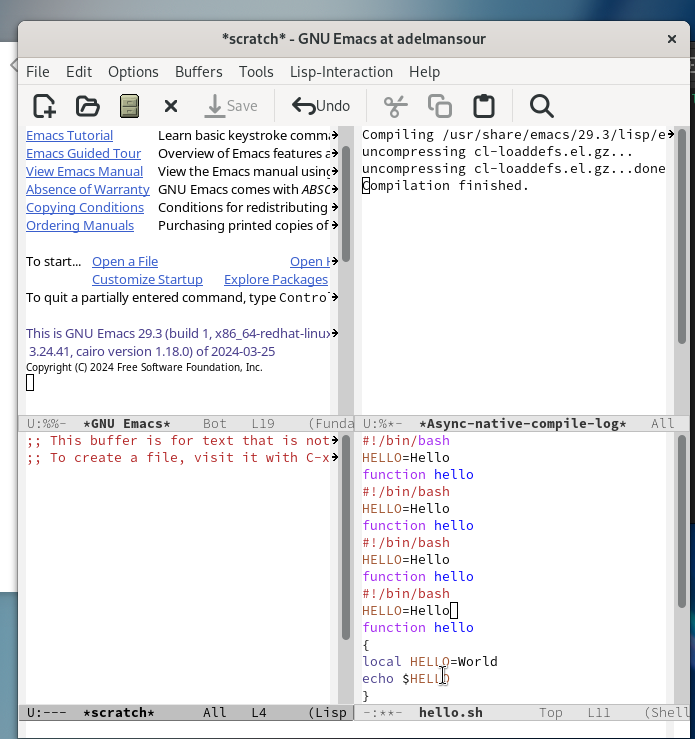 *scratch* - GNU Emacs at adelmansour
File Edit Options Buffers Tools Lisp-Interaction Help
Save Undo
Emacs Tutorial Learn basic keystroke comma
Emacs Guided Tour Overview of Emacs features a
View Emacs Manual View the Emacs manual using
Absence of Warranty GNU Emacs comes with ABSO
Copying Conditions Conditions for redistributing
Ordering Manuals Purchasing printed copies of
To start... Open a File Open H
Customize Startup Explore Packages
To quit a partially entered command, type Control
This is GNU Emacs 29.3 (build 1, x86_64-redhat-linux
3.24.41, cairo version 1.18.0) of 2024-03-25
Copyright (C) 2024 Free Software Foundation, Inc.
U:%%- *GNU Emacs* Bot L19 (Funda
Compiling /usr/share/emacs/29.3/lisp/e
uncompressing cl-loaddefs.el.gz...
uncompressing cl-loaddefs.el.gz...done
Compilation finished.
U:%*- *Async-native-compile-log* All
;; This buffer is for text that is not
;; To create a file, visit it with C-x
U:--- *scratch* All L4 (Lisp
#!/bin/bash
HELLO=Hello
function hello
#!/bin/bash
HELLO=Hello
function hello
#!/bin/bash
HELLO=Hello
function hello
#!/bin/bash
HELLO=Hello
function hello
{
local HELLO=World
echo $HELLO
}
-:**- hello.sh Top L11 (Shell